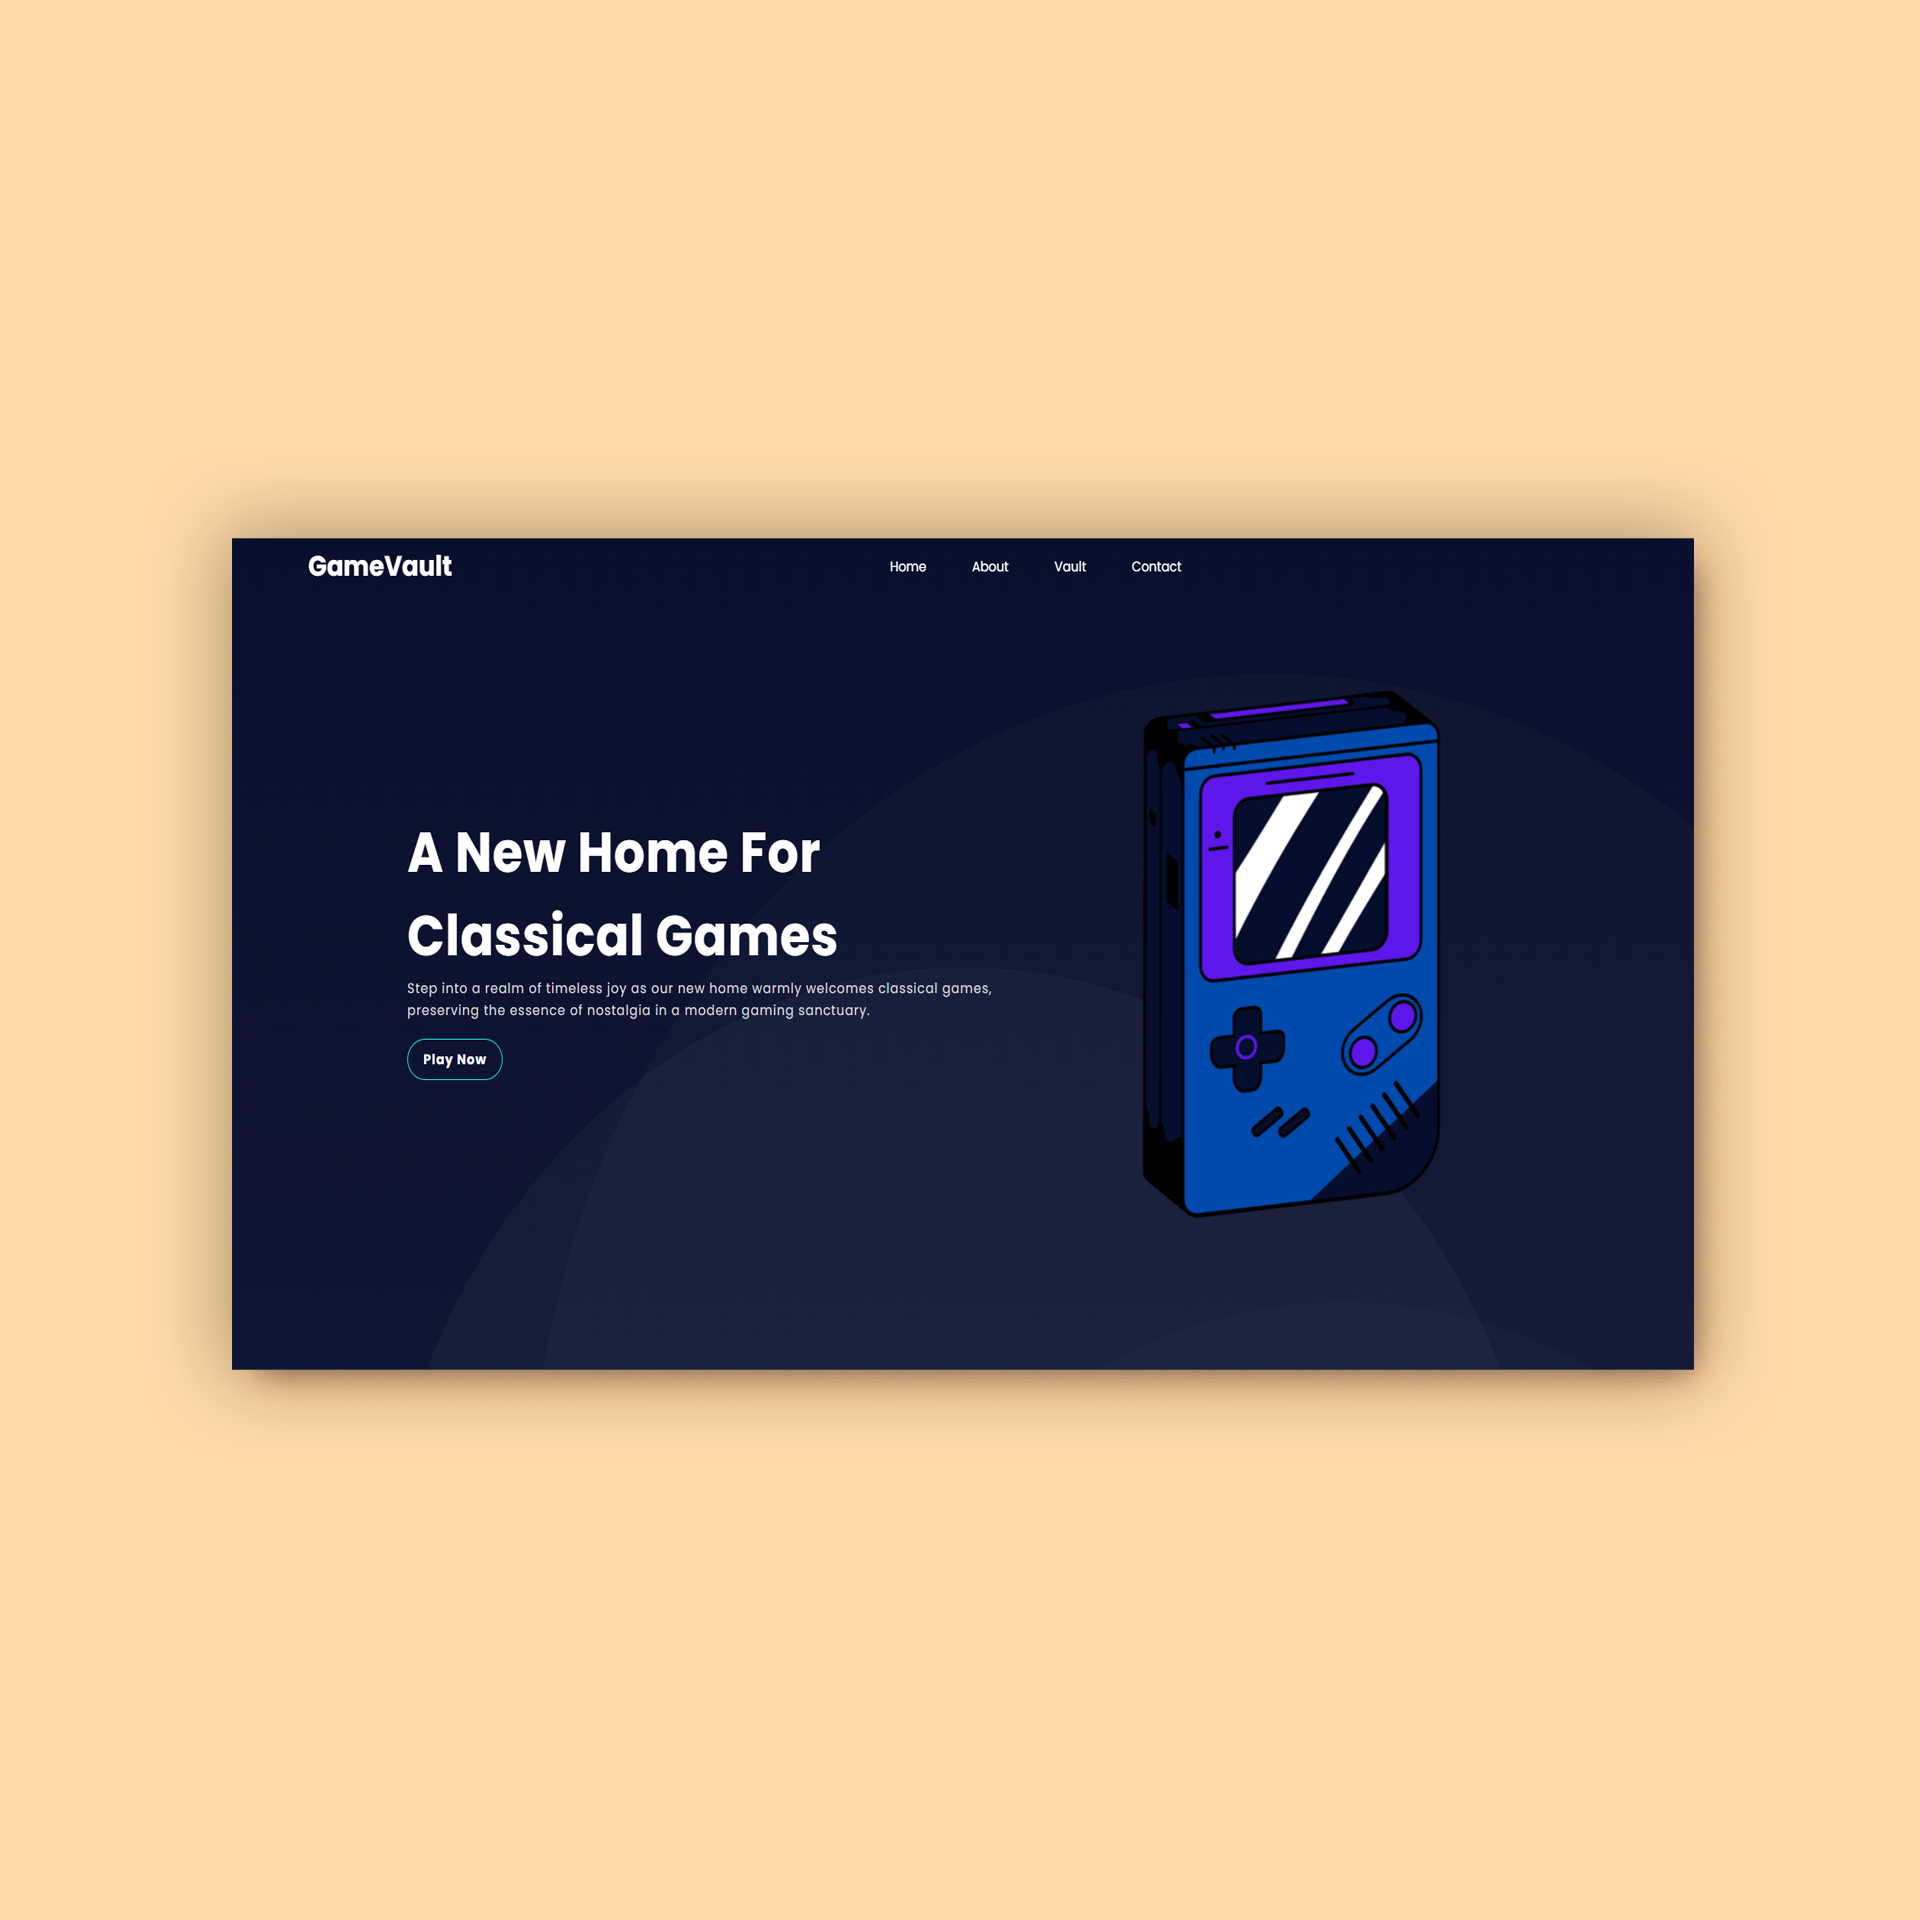 GameVault
Home About Vault Contact
A New Home For
Classical Games
Step into a realm of timeless joy as our new home warmly welcomes classical games,
preserving the essence of nostalgia in a modern gaming sanctuary.
Play Now